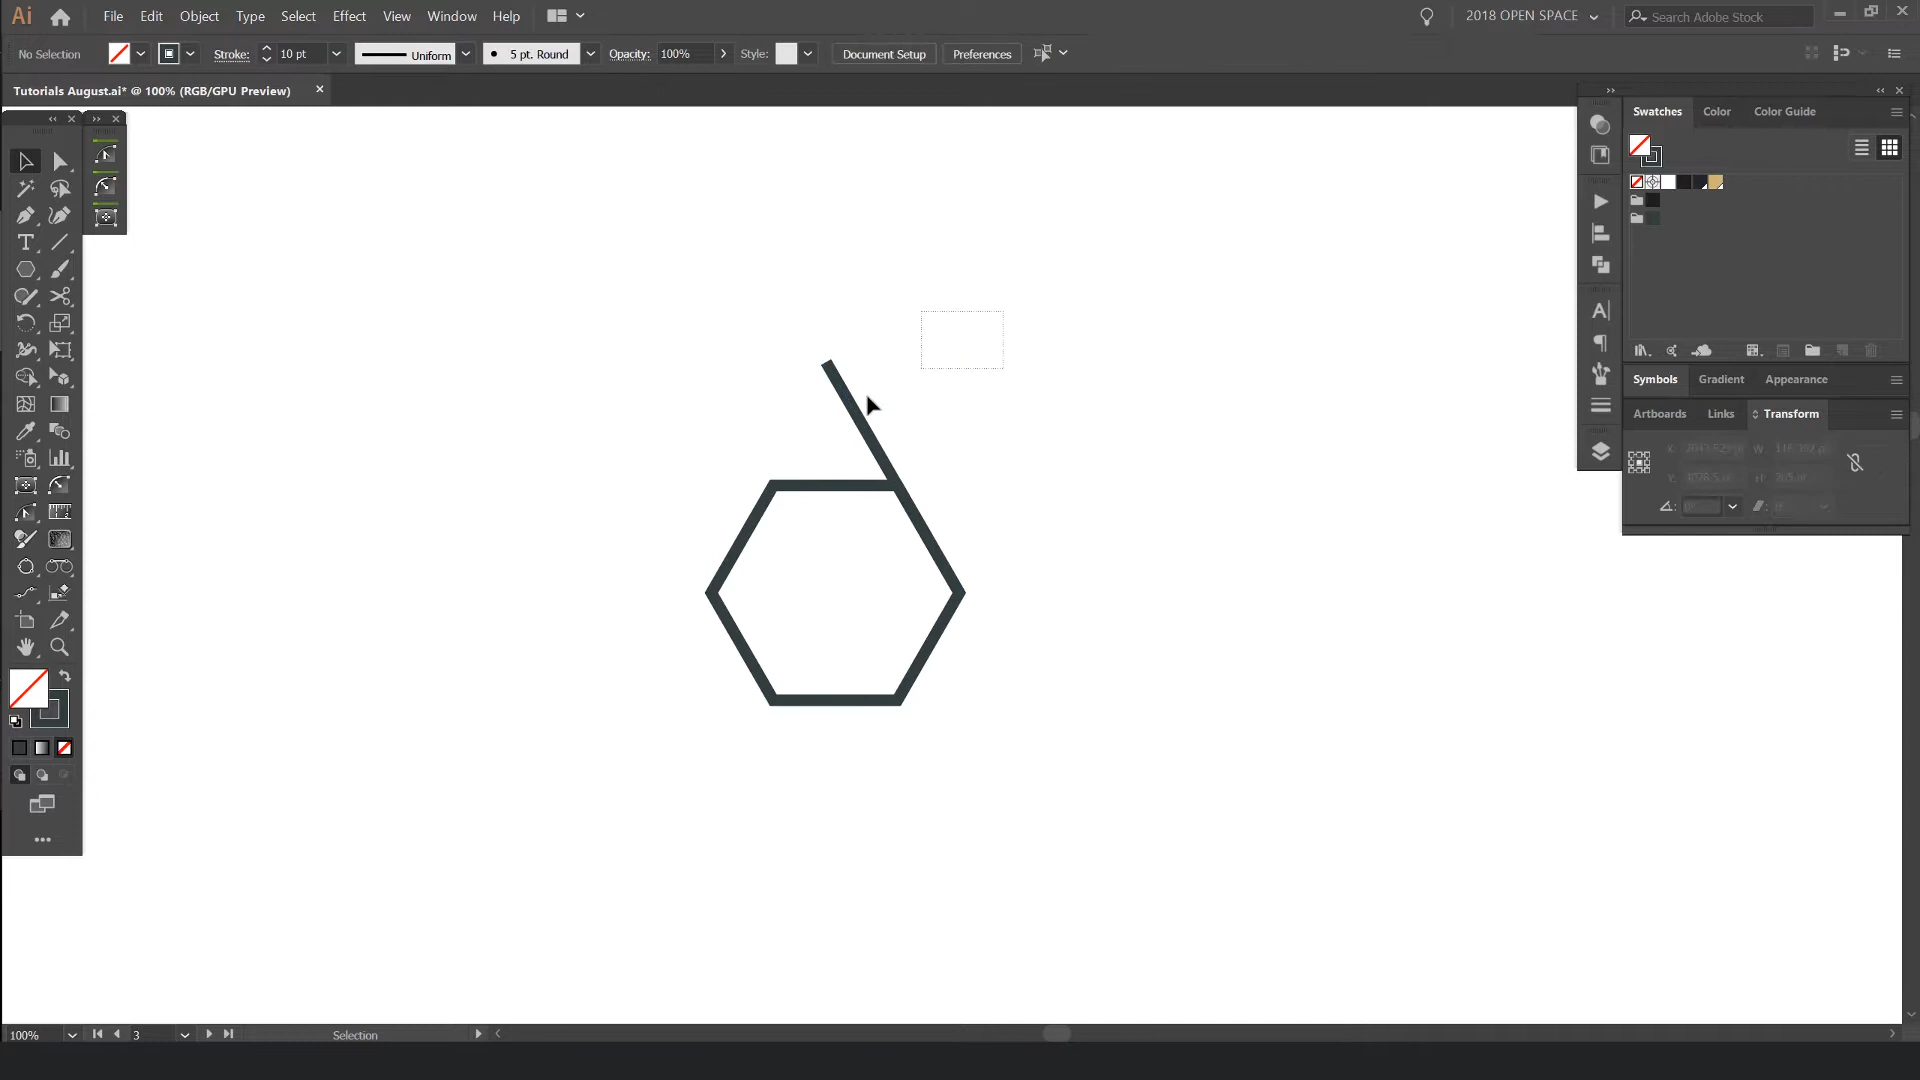 Ai File Edit Object Type Select Effect View Window Help 2018 OPEN SPACE Search Adobe Stock
No Selection Stroke: 10 pt Uniform 5 pt. Round Opacity: 100% Style: Document Setup Preferences
Tutorials August.ai* @ 100% (RGB/GPU Preview)
Swatches Color Color Guide
Symbols Gradient Appearance
Artboards Links Transform
X: W:
Y: H:
100% 3 Selection